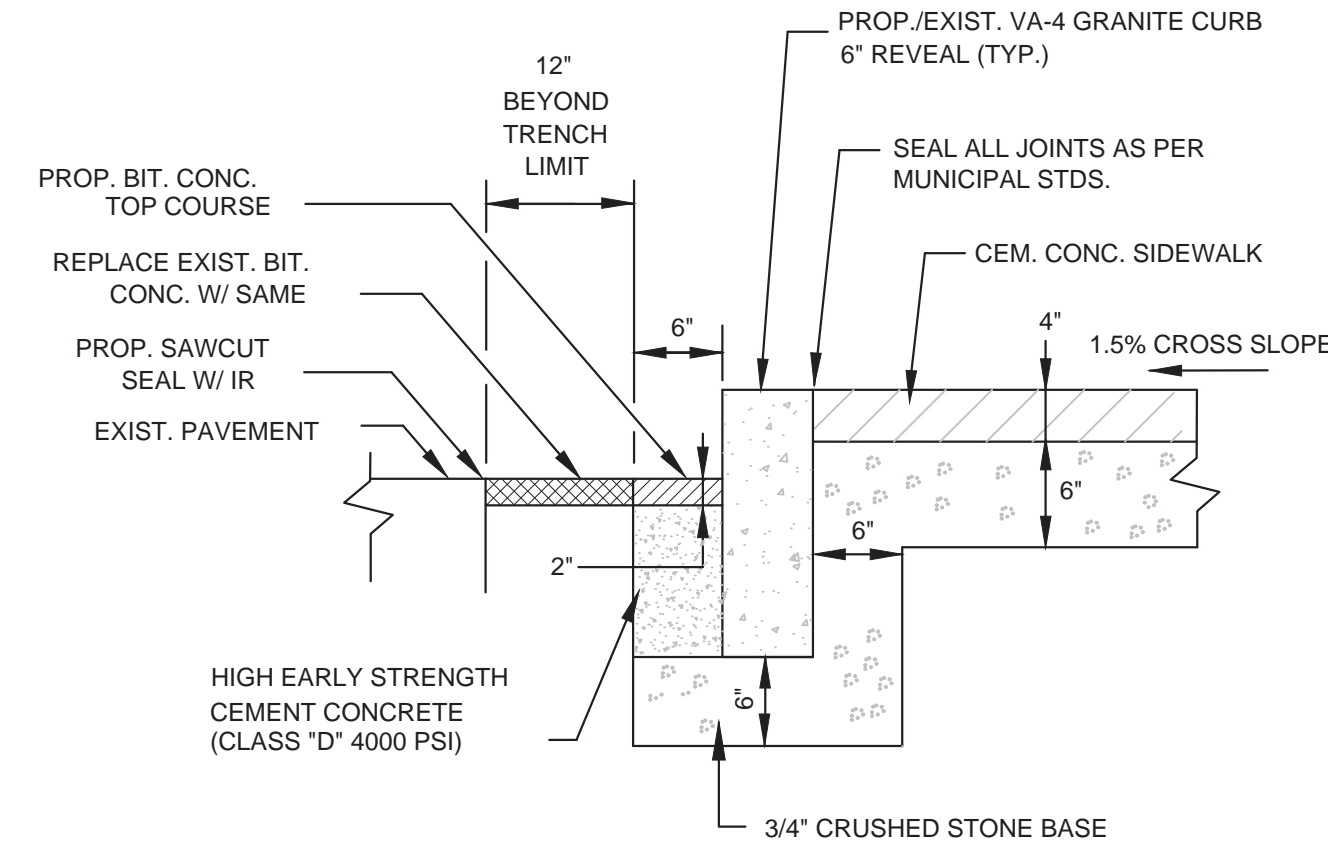 PROP./EXIST. VA-4 GRANITE CURB
6" REVEAL (TYP.)
12"
BEYOND
TRENCH
LIMIT
SEAL ALL JOINTS AS PER
MUNICIPAL STDS.
PROP. BIT. CONC.
TOP COURSE
CEM. CONC. SIDEWALK
REPLACE EXIST. BIT.
CONC. W/ SAME
6"
4"
1.5% CROSS SLOPE
PROP. SAWCUT
SEAL W/ IR
EXIST. PAVEMENT
6"
6"
2"
HIGH EARLY STRENGTH
CEMENT CONCRETE
(CLASS "D" 4000 PSI)
6"
3/4" CRUSHED STONE BASE